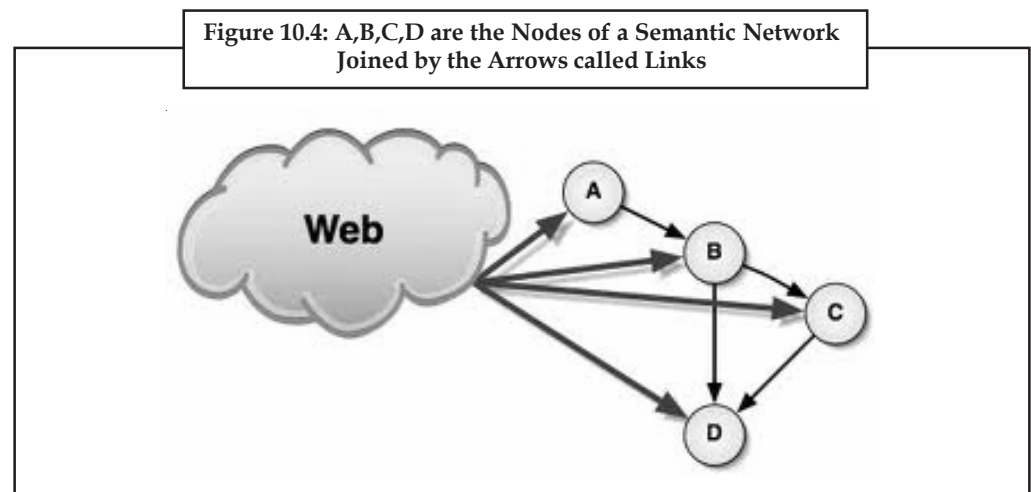 Figure 10.4: A,B,C,D are the Nodes of a Semantic Network
Joined by the Arrows called Links
Web
A
B
C
D